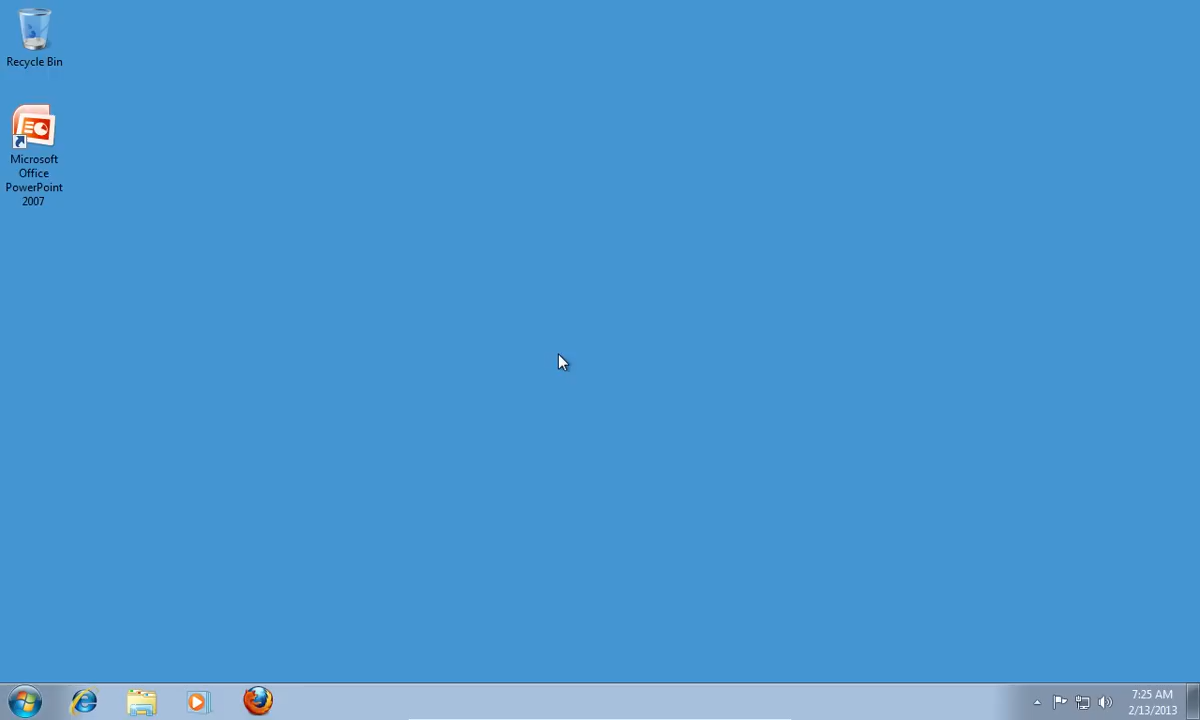 Recycle Bin
Microsoft
Office
PowerPoint
2007
7:25 AM
2/13/2013